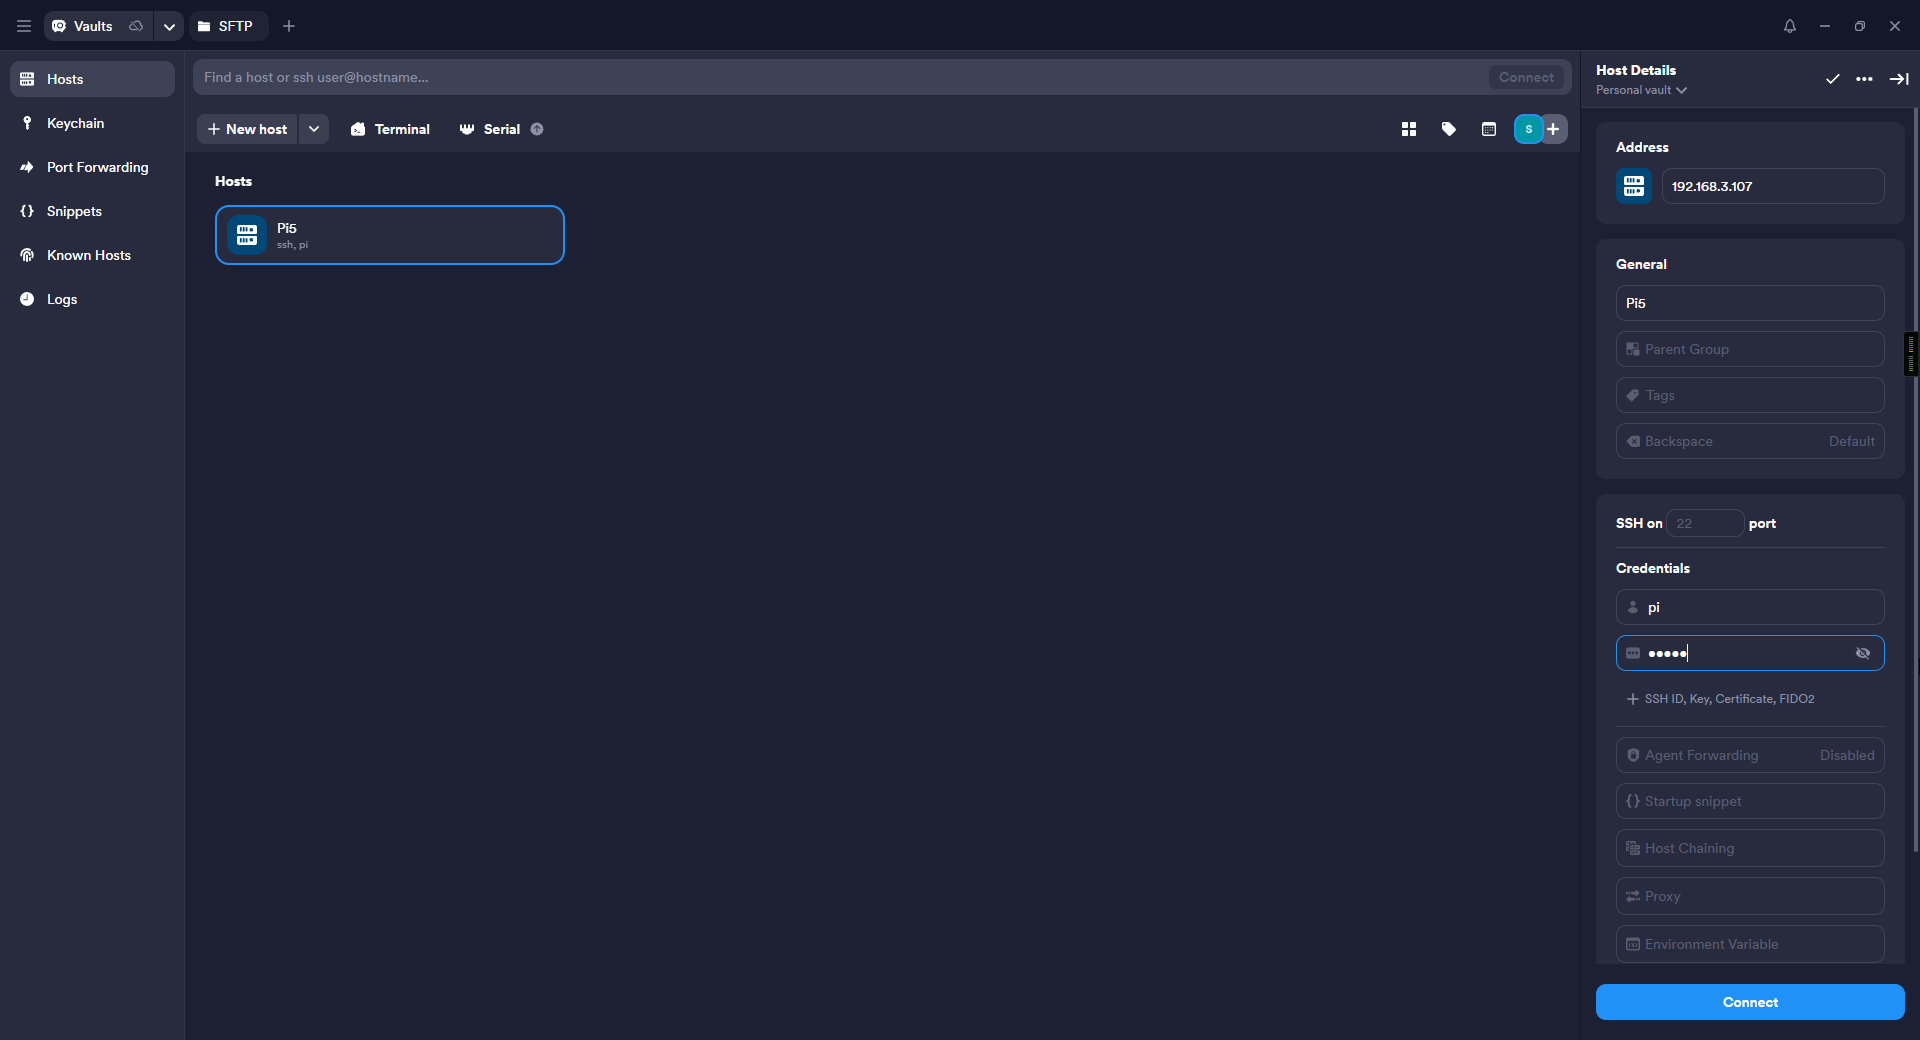 Vaults
SFTP
Hosts
Keychain
Port Forwarding
Snippets
Known Hosts
Logs
Find a host or ssh user@hostname...
Connect
New host
Terminal
Serial
S
Hosts
Pi5
ssh, pi
Host Details
Personal vault
Address
192.168.3.107
General
Pi5
Parent Group
Tags
Backspace Default
SSH on 22 port
Credentials
pi
•••••
SSH ID, Key, Certificate, FIDO2
Agent Forwarding Disabled
Startup snippet
Host Chaining
Proxy
Environment Variable
Connect